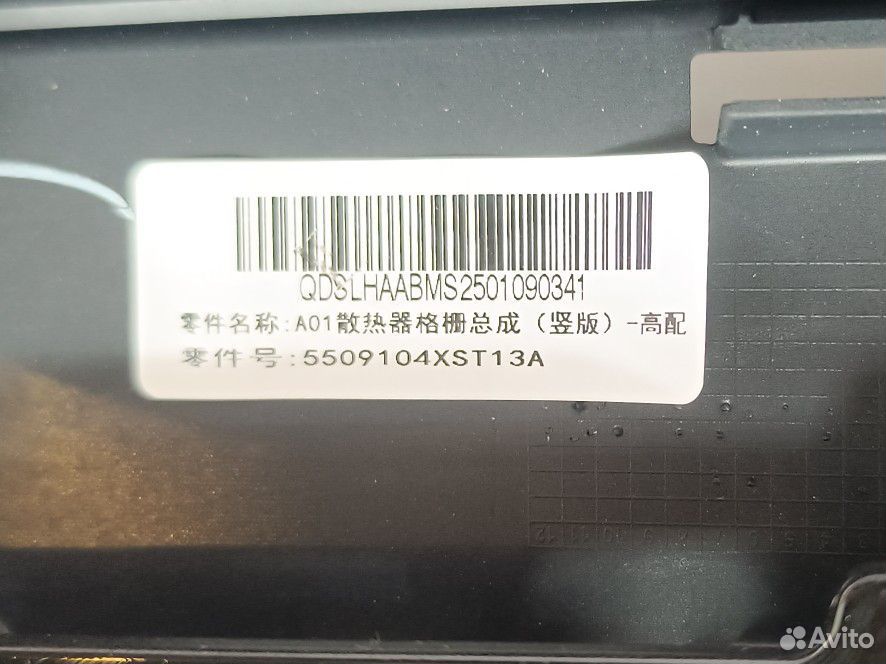 QDSLHAABMS2501090341
零件名称:A01散热器格栅总成（竖版）-高配
零件号:5509104XST13A
Avito